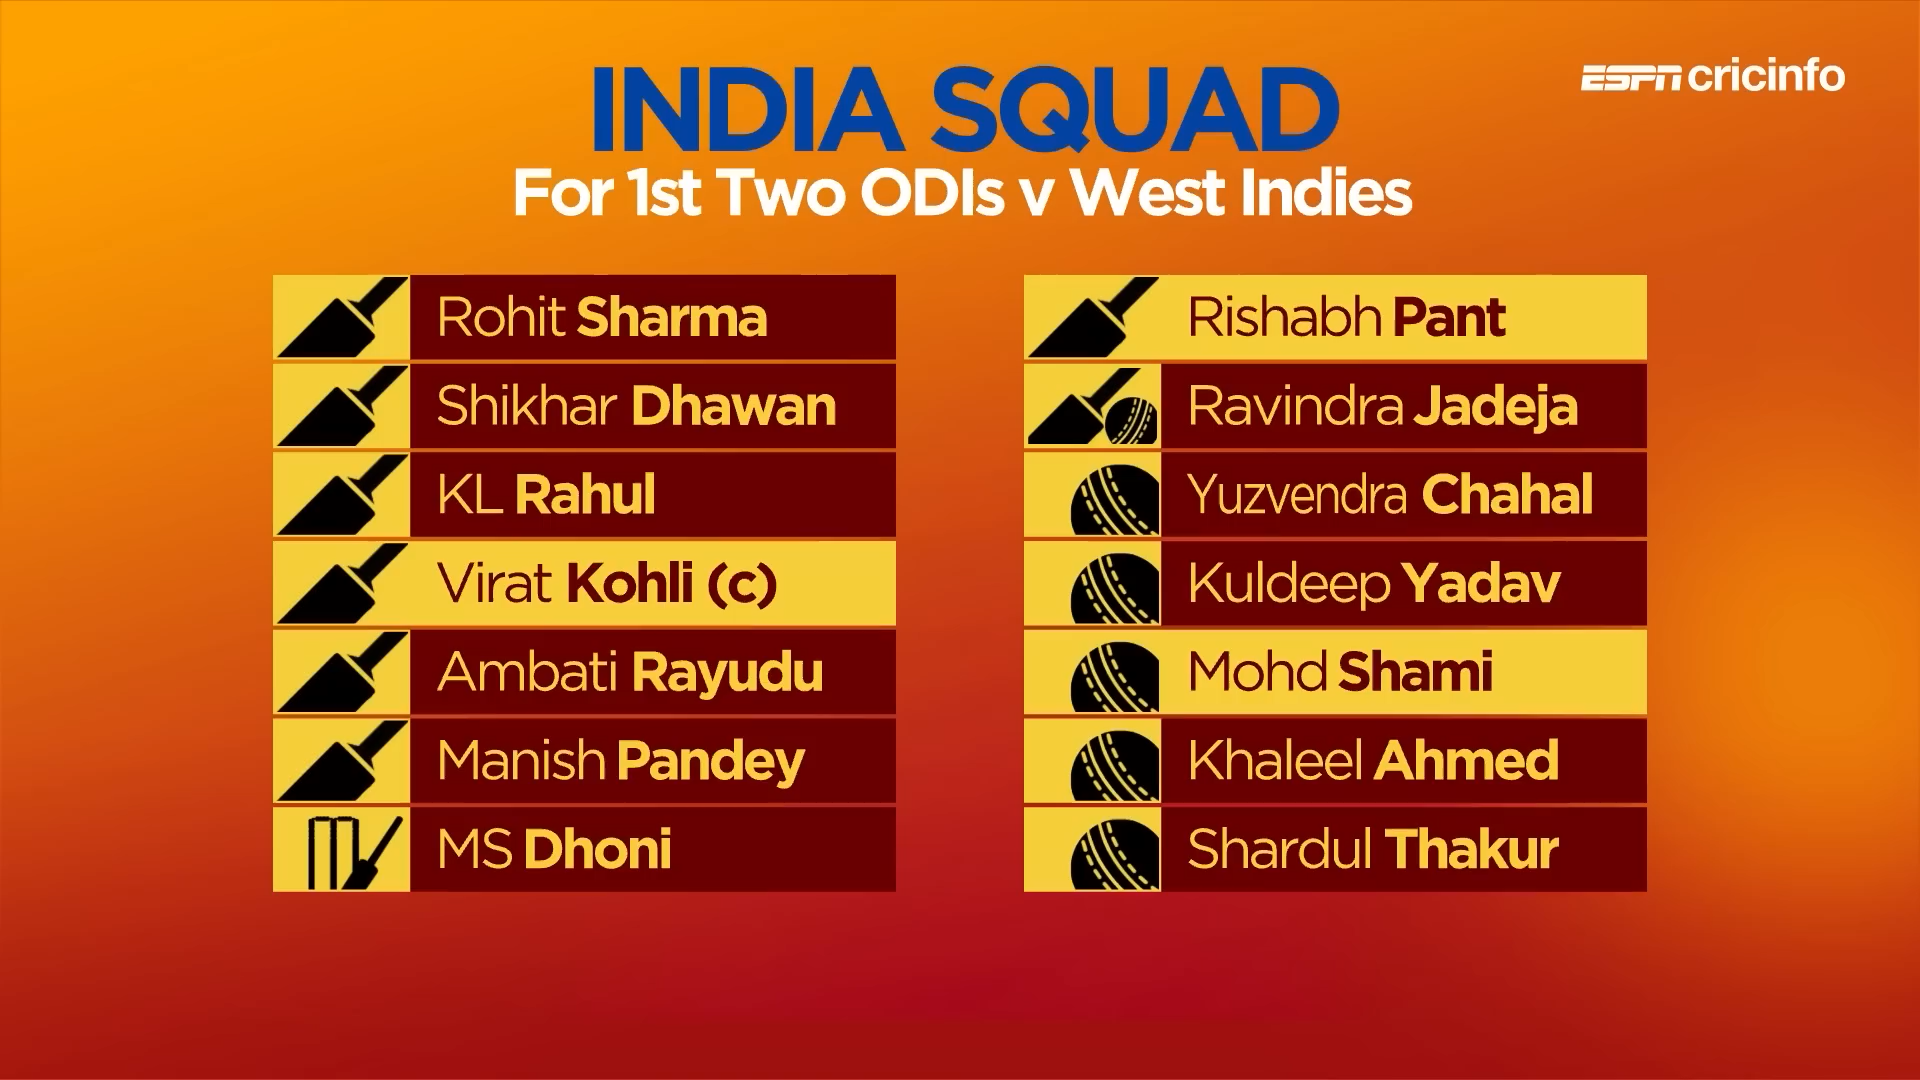 INDIA SQUAD
For 1st Two ODIs v West Indies
ESPN cricinfo
Rohit Sharma
Shikhar Dhawan
KL Rahul
Virat Kohli (c)
Ambati Rayudu
Manish Pandey
MS Dhoni
Rishabh Pant
Ravindra Jadeja
Yuzvendra Chahal
Kuldeep Yadav
Mohd Shami
Khaleel Ahmed
Shardul Thakur